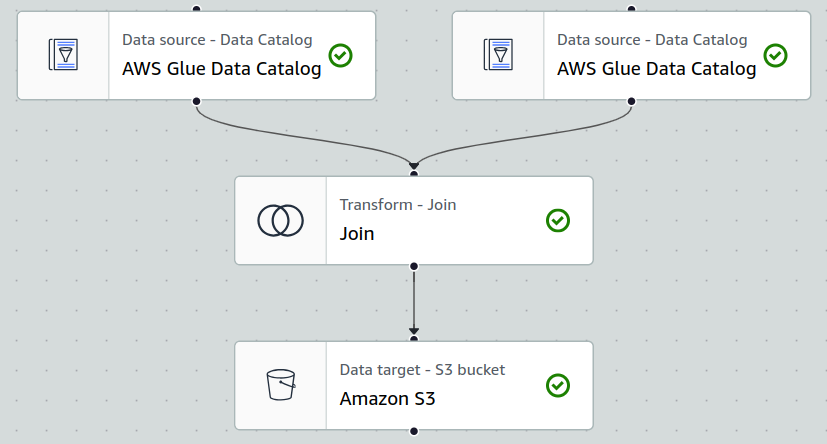 Data source - Data Catalog
AWS Glue Data Catalog
Data source - Data Catalog
AWS Glue Data Catalog
Transform - Join
Join
Data target - S3 bucket
Amazon S3